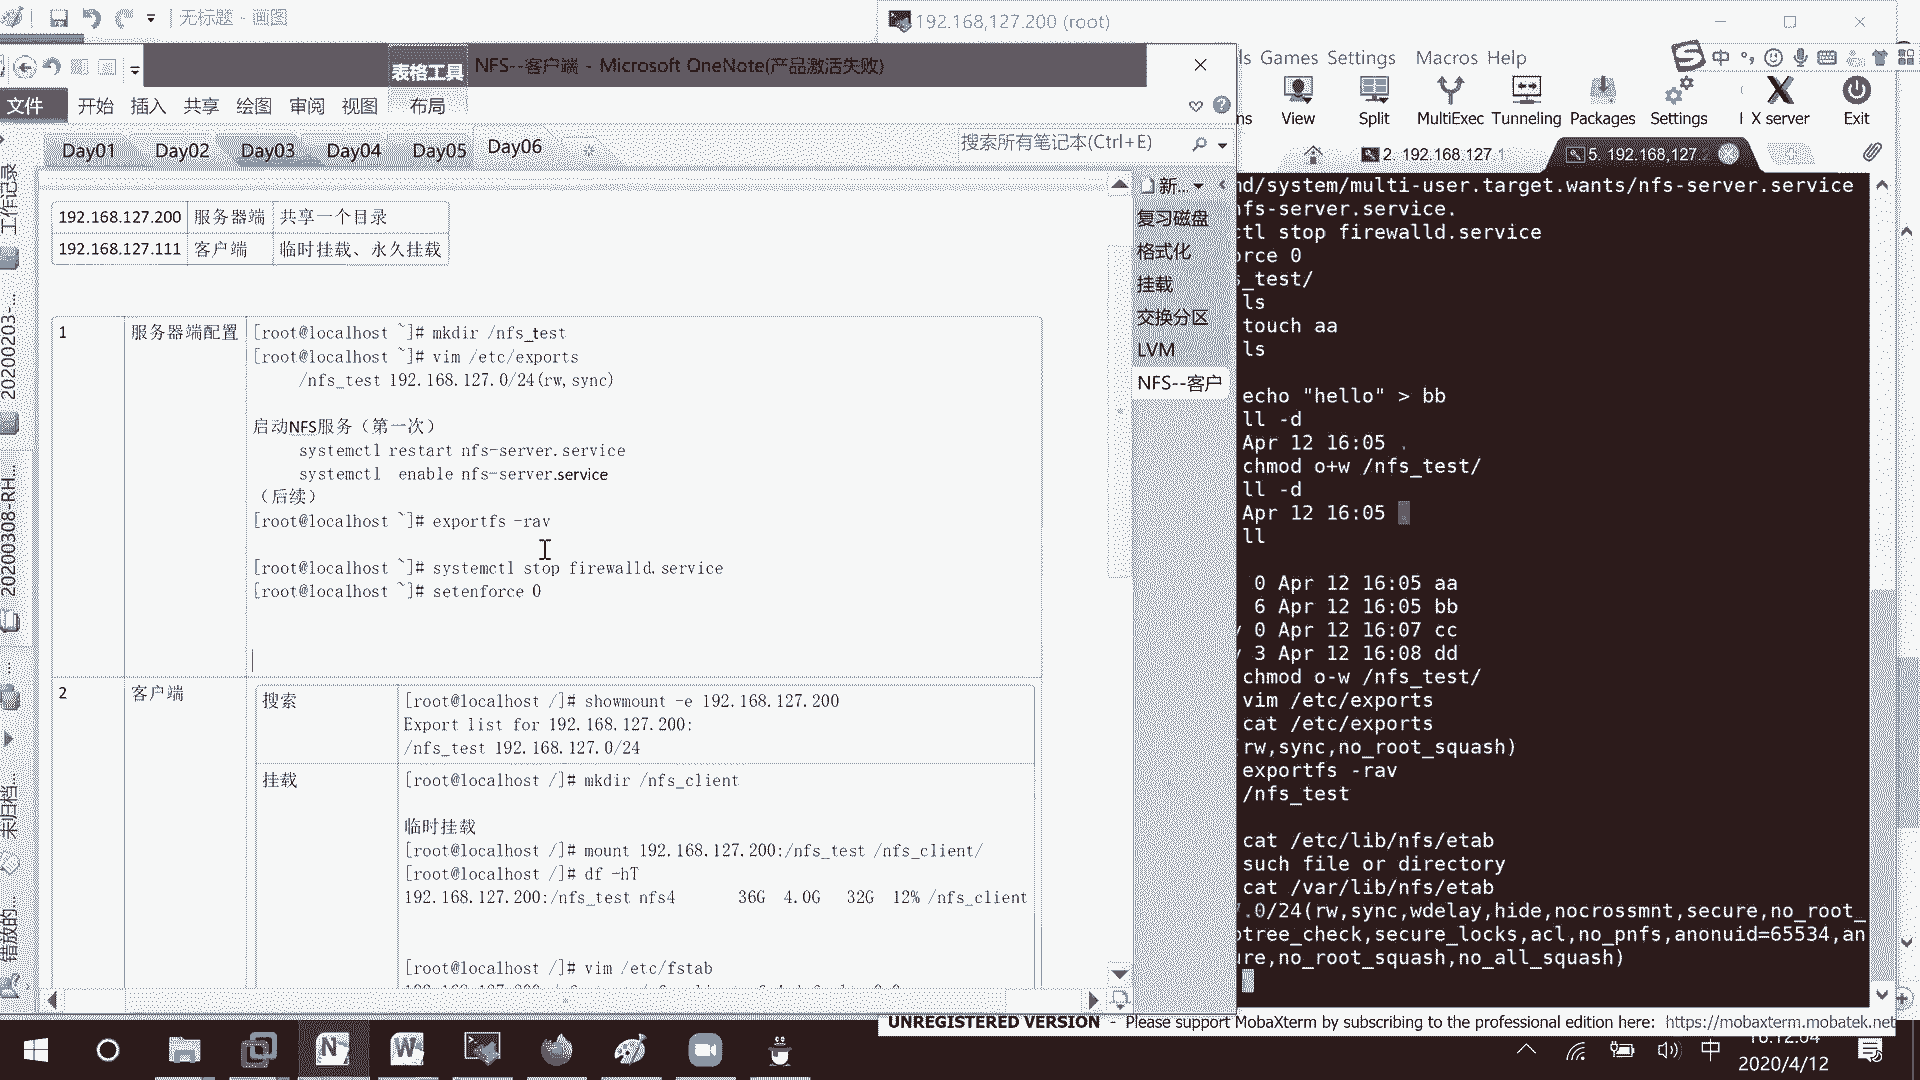 无标题 - 画图
192.168.127.200 (root)
表格工具
NFS--客户端 - Microsoft OneNote(产品激活失败)
文件 开始 插入 共享 绘图 审阅 视图 布局
Games Settings Macros Help
View Split MultiExec Tunneling Packages Settings X server Exit
Day01 Day02 Day03 Day04 Day05 Day06
搜索所有笔记本(Ctrl+E)
2. 192.168.127.1
5. 192.168.127.2
工作记录
20200203-...
20200308-RH...
未归档...
错放的...
新...
复习磁盘
格式化
挂载
交换分区
LVM
NFS--客户
192.168.127.200 服务器端 共享一个目录
192.168.127.111 客户端 临时挂载、永久挂载
1 服务器端配置
[root@localhost ~]# mkdir /nfs_test
[root@localhost ~]# vim /etc/exports
/nfs_test 192.168.127.0/24(rw,sync)
启动NFS服务（第一次）
systemctl restart nfs-server.service
systemctl enable nfs-server.service
（后续）
[root@localhost ~]# exportfs -rav
[root@localhost ~]# systemctl stop firewalld.service
[root@localhost ~]# setenforce 0
2 客户端
搜索
[root@localhost /]# showmount -e 192.168.127.200
Export list for 192.168.127.200:
/nfs_test 192.168.127.0/24
挂载
[root@localhost /]# mkdir /nfs_client
临时挂载
[root@localhost /]# mount 192.168.127.200:/nfs_test /nfs_client/
[root@localhost /]# df -hT
192.168.127.200:/nfs_test nfs4 36G 4.0G 32G 12% /nfs_client
[root@localhost /]# vim /etc/fstab
nd/system/multi-user.target.wants/nfs-server.service
nfs-server.service.
ctl stop firewalld.service
orce 0
s_test/
ls
touch aa
ls
echo "hello" > bb
ll -d
Apr 12 16:05 .
chmod o+w /nfs_test/
ll -d
Apr 12 16:05 .
ll
0 Apr 12 16:05 aa
6 Apr 12 16:05 bb
0 Apr 12 16:07 cc
3 Apr 12 16:08 dd
chmod o-w /nfs_test/
vim /etc/exports
cat /etc/exports
(rw,sync,no_root_squash)
exportfs -rav
/nfs_test
cat /etc/lib/nfs/etab
such file or directory
cat /var/lib/nfs/etab
7.0/24(rw,sync,wdelay,hide,nocrossmnt,secure,no_root_
btree_check,secure_locks,acl,no_pnfs,anonuid=65534,an
ure,no_root_squash,no_all_squash)
UNREGISTERED VERSION - Please support MobaXterm by subscribing to the professional edition here: https://mobaxterm.mobatek.net
中
16:12:04
2020/4/12